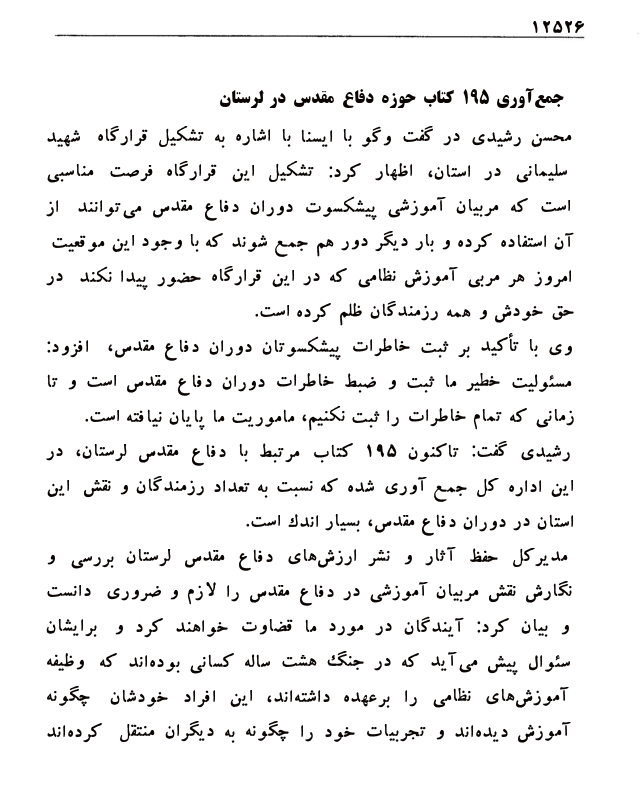 ۱۲۵۲۶
جمع‌آوری ۱۹۵ کتاب حوزه دفاع مقدس در لرستان
محسن رشیدی در گفت وگو با ایسنا با اشاره به تشکیل قرارگاه شهید
سلیمانی در استان، اظهار کرد: تشکیل این قرارگاه فرصت مناسبی
است که مربیان آموزشی پیشکسوت دوران دفاع مقدس می‌توانند از
آن استفاده کرده و بار دیگر دور هم جمع شوند که با وجود این موقعیت
امروز هر مربی آموزش نظامی که در این قرارگاه حضور پیدا نکند در
حق خودش و همه رزمندگان ظلم کرده است.
وی با تأکید بر ثبت خاطرات پیشکسوتان دوران دفاع مقدس، افزود:
مسئولیت خطیر ما ثبت و ضبط خاطرات دوران دفاع مقدس است و تا
زمانی که تمام خاطرات را ثبت نکنیم، ماموریت ما پایان نیافته است.
رشیدی گفت: تاکنون ۱۹۵ کتاب مرتبط با دفاع مقدس لرستان، در
این اداره کل جمع آوری شده که نسبت به تعداد رزمندگان و نقش این
استان در دوران دفاع مقدس، بسیار اندك است.
مدیرکل حفظ آثار و نشر ارزش‌های دفاع مقدس لرستان بررسی و
نگارش نقش مربیان آموزشی در دفاع مقدس را لازم و ضروری دانست
و بیان کرد: آیندگان در مورد ما قضاوت خواهند کرد و برایشان
سئوال پیش می‌آید که در جنگ هشت ساله کسانی بوده‌اند که وظیفه
آموزش‌های نظامی را برعهده داشته‌اند، این افراد خودشان چگونه
آموزش دیده‌اند و تجربیات خود را چگونه به دیگران منتقل کرده‌اند